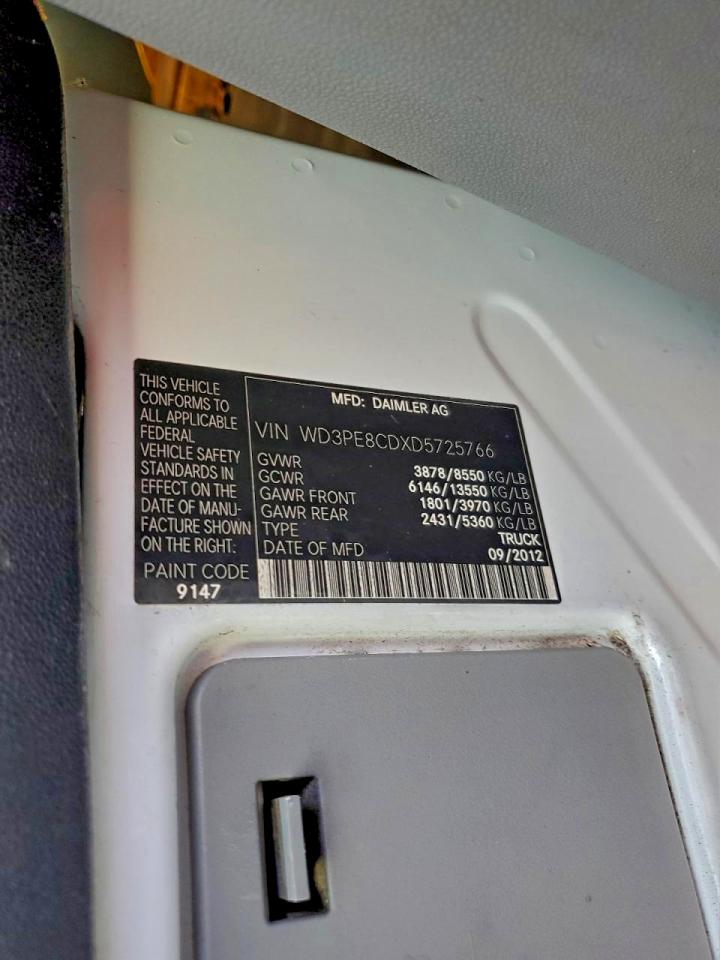 THIS VEHICLE
CONFORMS TO
ALL APPLICABLE
FEDERAL
VEHICLE SAFETY
STANDARDS IN
EFFECT ON THE
DATE OF MANU-
FACTURE SHOWN
ON THE RIGHT:
PAINT CODE
9147
MFD: DAIMLER AG
VIN WD3PE8CDXD5725766
GVWR 3878/8550 KG/LB
GCWR 6146/13550 KG/LB
GAWR FRONT 1801/3970 KG/LB
GAWR REAR 2431/5360 KG/LB
TYPE TRUCK
DATE OF MFD 09/2012